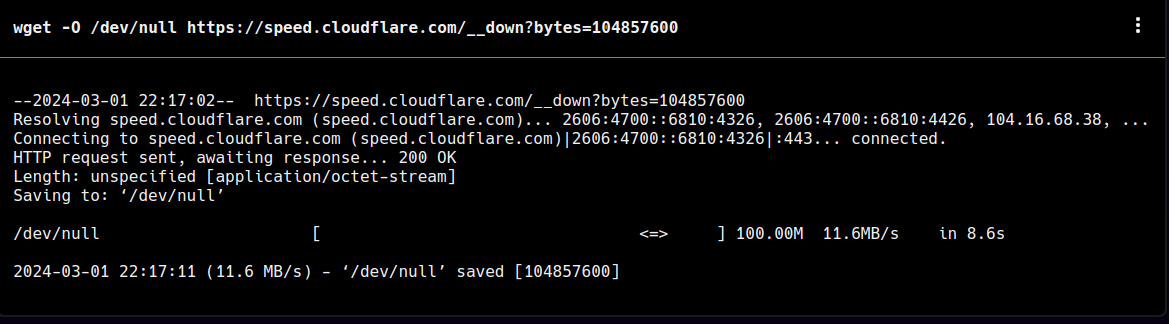 wget -O /dev/null https://speed.cloudflare.com/__down?bytes=104857600
--2024-03-01 22:17:02--  https://speed.cloudflare.com/__down?bytes=104857600
Resolving speed.cloudflare.com (speed.cloudflare.com)... 2606:4700::6810:4326, 2606:4700::6810:4426, 104.16.68.38, ...
Connecting to speed.cloudflare.com (speed.cloudflare.com)|2606:4700::6810:4326|:443... connected.
HTTP request sent, awaiting response... 200 OK
Length: unspecified [application/octet-stream]
Saving to: ‘/dev/null’
/dev/null                      [                                 <=>     ] 100.00M  11.6MB/s    in 8.6s
2024-03-01 22:17:11 (11.6 MB/s) - ‘/dev/null’ saved [104857600]